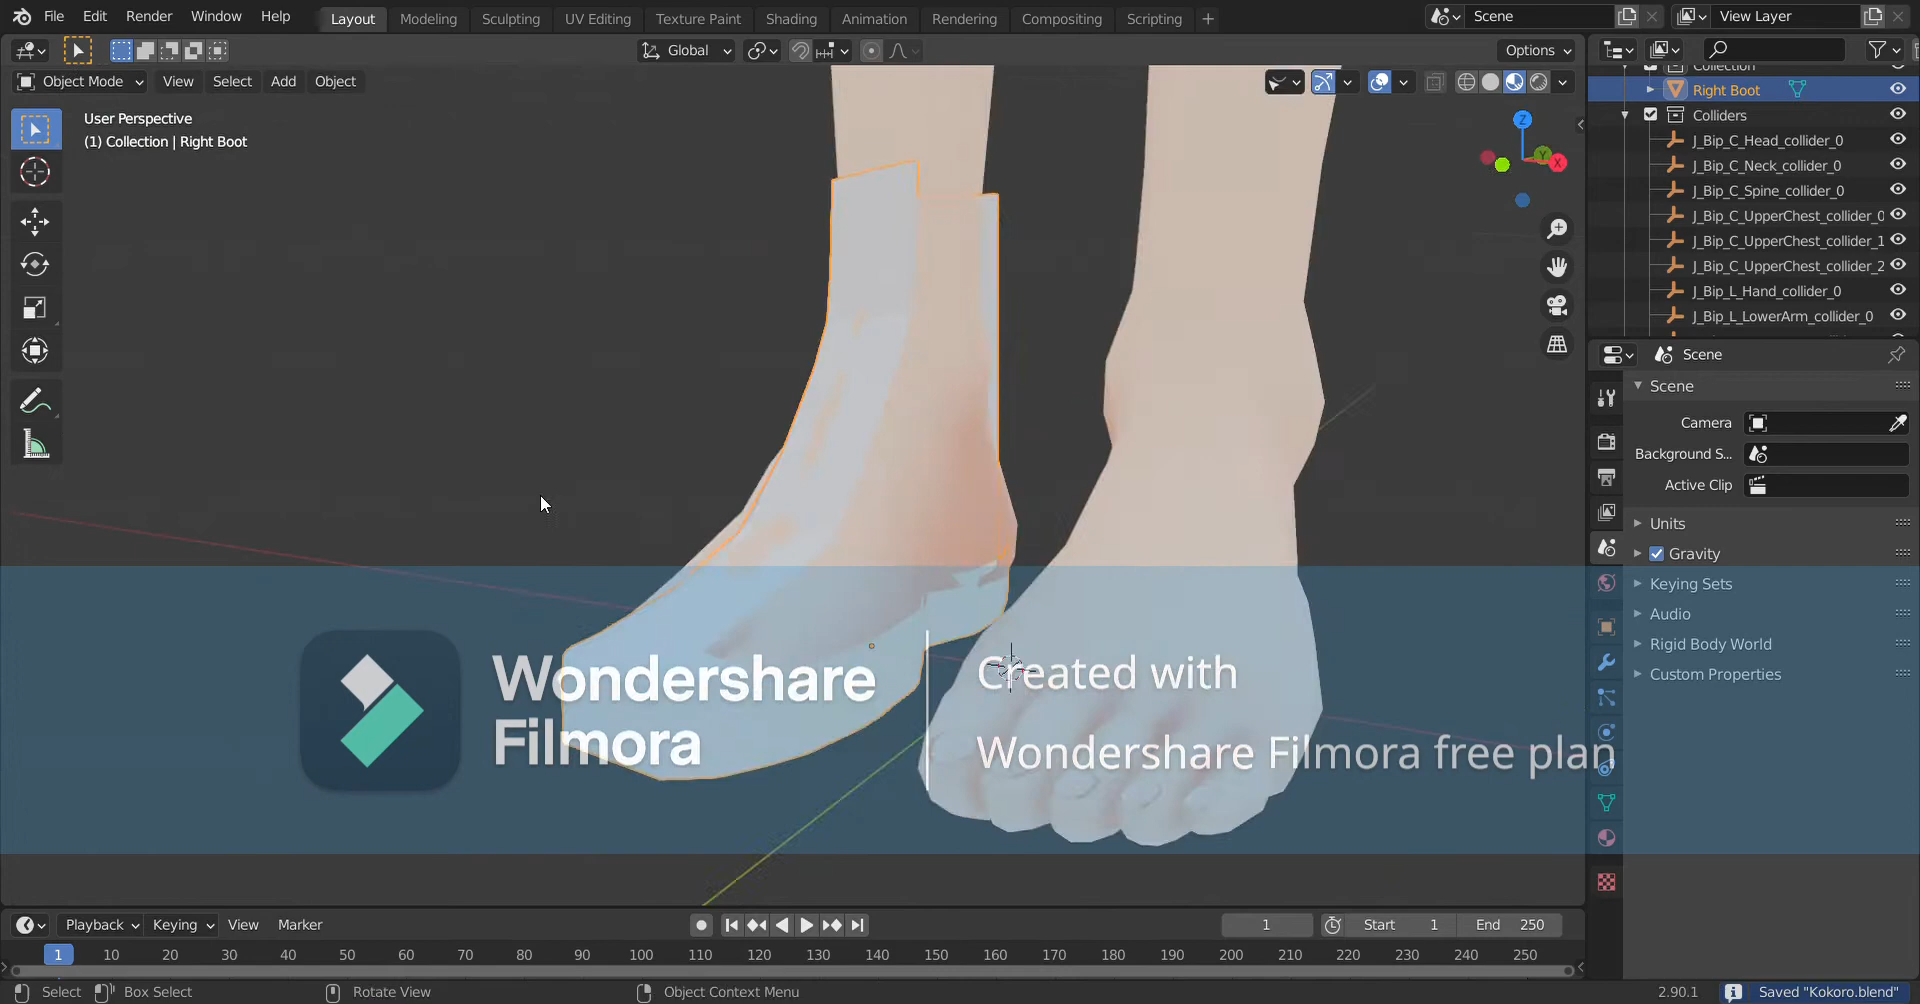 File Edit Render Window Help Layout Modeling Sculpting UV Editing Texture Paint Shading Animation Rendering Compositing Scripting + Scene View Layer
Global Options
Object Mode View Select Add Object
User Perspective
(1) Collection | Right Boot
Z
Y
X
Collection
Right Boot
Colliders
J_Bip_C_Head_collider_0
J_Bip_C_Neck_collider_0
J_Bip_C_Spine_collider_0
J_Bip_C_UpperChest_collider_0
J_Bip_C_UpperChest_collider_1
J_Bip_C_UpperChest_collider_2
J_Bip_L_Hand_collider_0
J_Bip_L_LowerArm_collider_0
Scene
Scene
Camera
Background S...
Active Clip
Units
Gravity
Keying Sets
Audio
Rigid Body World
Custom Properties
Wondershare
Filmora
Created with
Wondershare Filmora free plan
Playback Keying View Marker 1 Start 1 End 250
1 10 20 30 40 50 60 70 80 90 100 110 120 130 140 150 160 170 180 190 200 210 220 230 240 250
Select Box Select Rotate View Object Context Menu 2.90.1 Saved "Kokoro.blend"